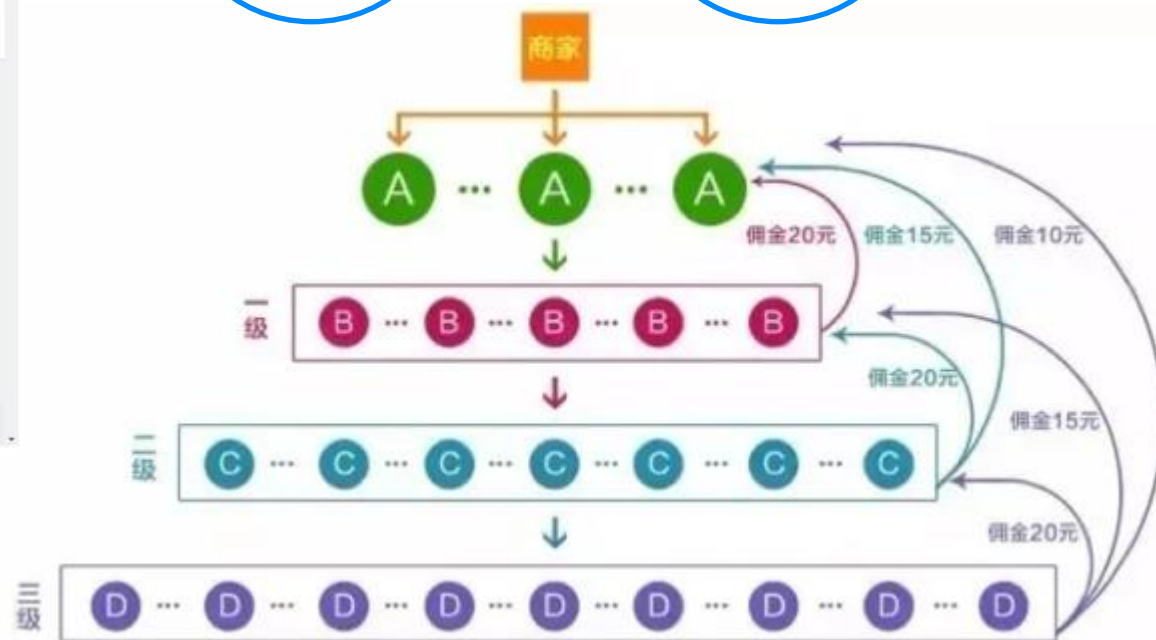 商家
A ... A ... A
佣金20元 佣金15元 佣金10元
一级
B ... B ... B ... B ... B
佣金20元
佣金15元
二级
C ... C ... C ... C ... C ... C ... C
佣金20元
三级
D ... D ... D ... D ... D ... D ... D ... D ... D